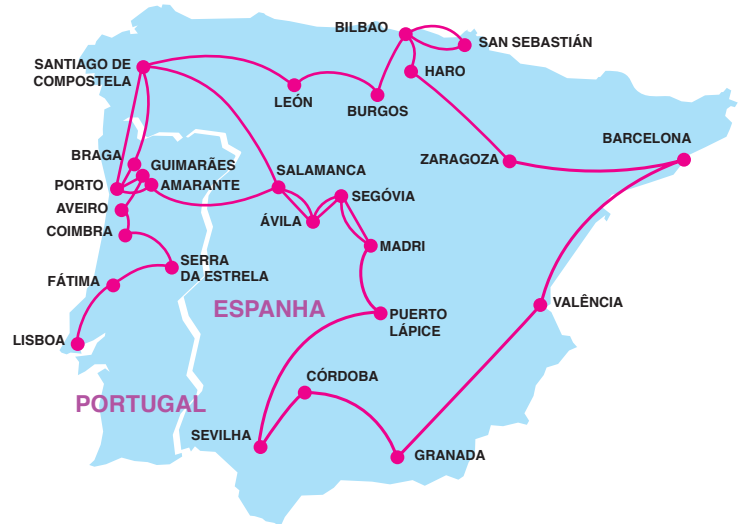 BILBAO
SAN SEBASTIÁN
SANTIAGO DE
COMPOSTELA
HARO
LEÓN
BURGOS
BARCELONA
BRAGA
GUIMARÃES
ZARAGOZA
SALAMANCA
PORTO
AMARANTE
SEGÓVIA
AVEIRO
ÁVILA
COIMBRA
MADRI
SERRA
DA ESTRELA
FÁTIMA
ESPANHA
VALÊNCIA
PUERTO
LÁPICE
LISBOA
CÓRDOBA
PORTUGAL
SEVILHA
GRANADA